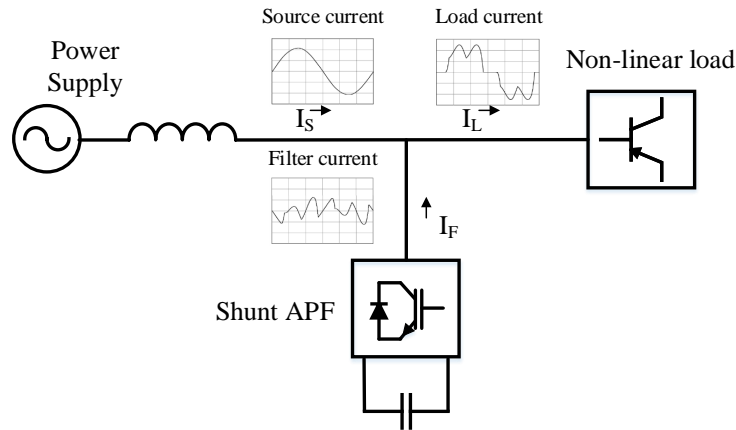 Source current
Load current
Power
Supply
Non-linear load
I_S
I_L
Filter current
I_F
Shunt APF